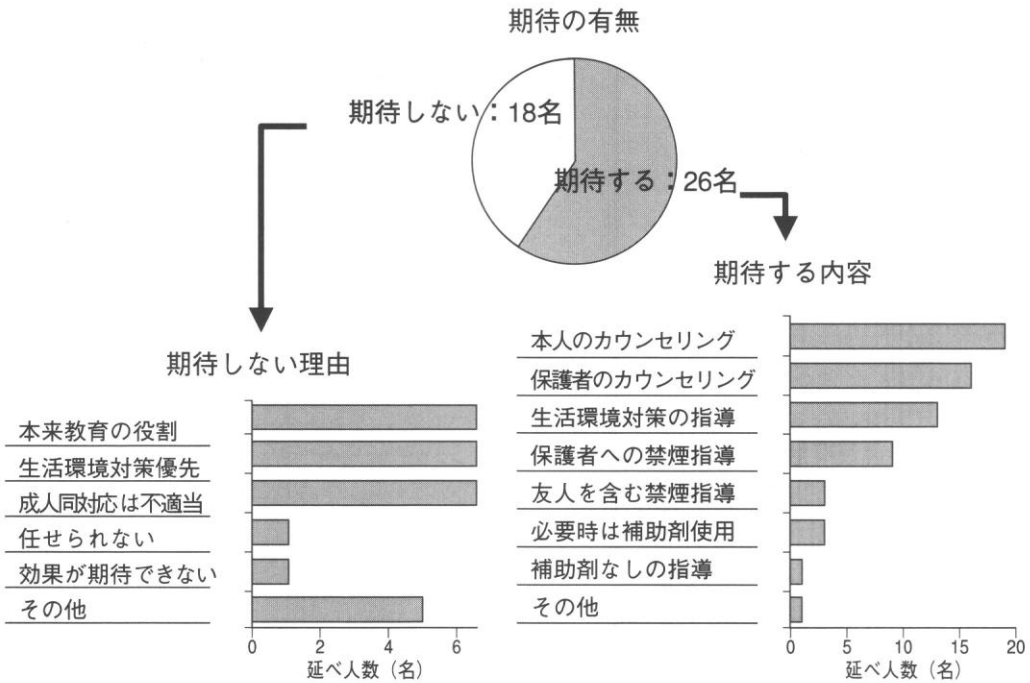 期待の有無
期待しない：18名
期待する：26名
期待する内容
本人のカウンセリング
保護者のカウンセリング
生活環境対策の指導
保護者への禁煙指導
友人を含む禁煙指導
必要時は補助剤使用
補助剤なしの指導
その他
0 5 10 15 20
延べ人数（名）
期待しない理由
本来教育の役割
生活環境対策優先
成人同対応は不適当
任せられない
効果が期待できない
その他
0 2 4 6
延べ人数（名）